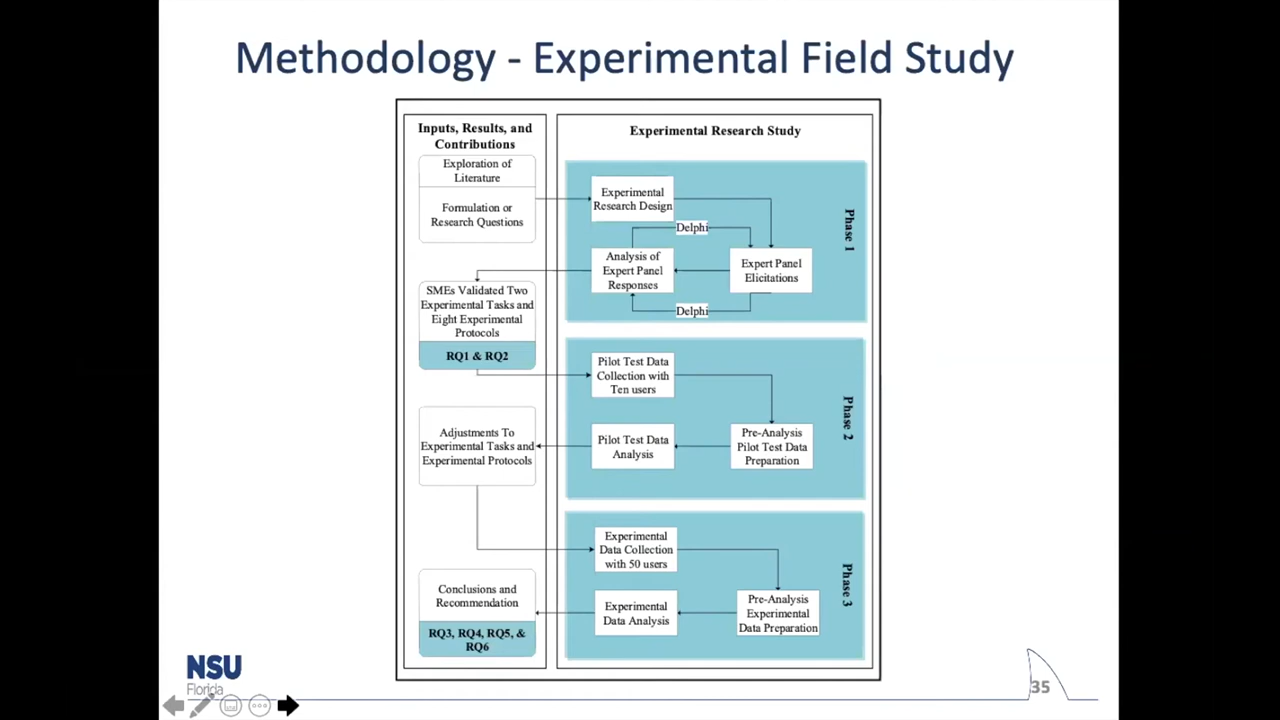 Methodology - Experimental Field Study
Inputs, Results, and
Contributions
Exploration of
Literature
Formulation or
Research Questions
SMEs Validated Two
Experimental Tasks and
Eight Experimental
Protocols
RQ1 & RQ2
Adjustments To
Experimental Tasks and
Experimental Protocols
Conclusions and
Recommendation
RQ3, RQ4, RQ5, &
RQ6
Experimental Research Study
Experimental
Research Design
Delphi
Analysis of
Expert Panel
Responses
Expert Panel
Elicitations
Delphi
Phase 1
Pilot Test Data
Collection with
Ten users
Pilot Test Data
Analysis
Pre-Analysis
Pilot Test Data
Preparation
Phase 2
Experimental
Data Collection
with 50 users
Experimental
Data Analysis
Pre-Analysis
Experimental
Data Preparation
Phase 3
NSU
Florida
35